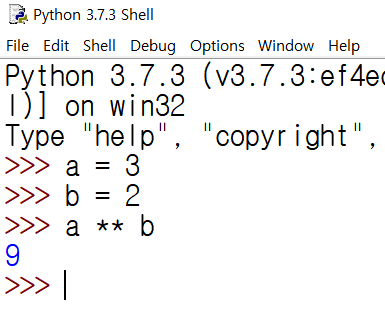 Python 3.7.3 Shell
File Edit Shell Debug Options Window Help
Python 3.7.3 (v3.7.3:ef4ec
l)] on win32
Type "help", "copyright",
>>> a = 3
>>> b = 2
>>> a ** b
9
>>>